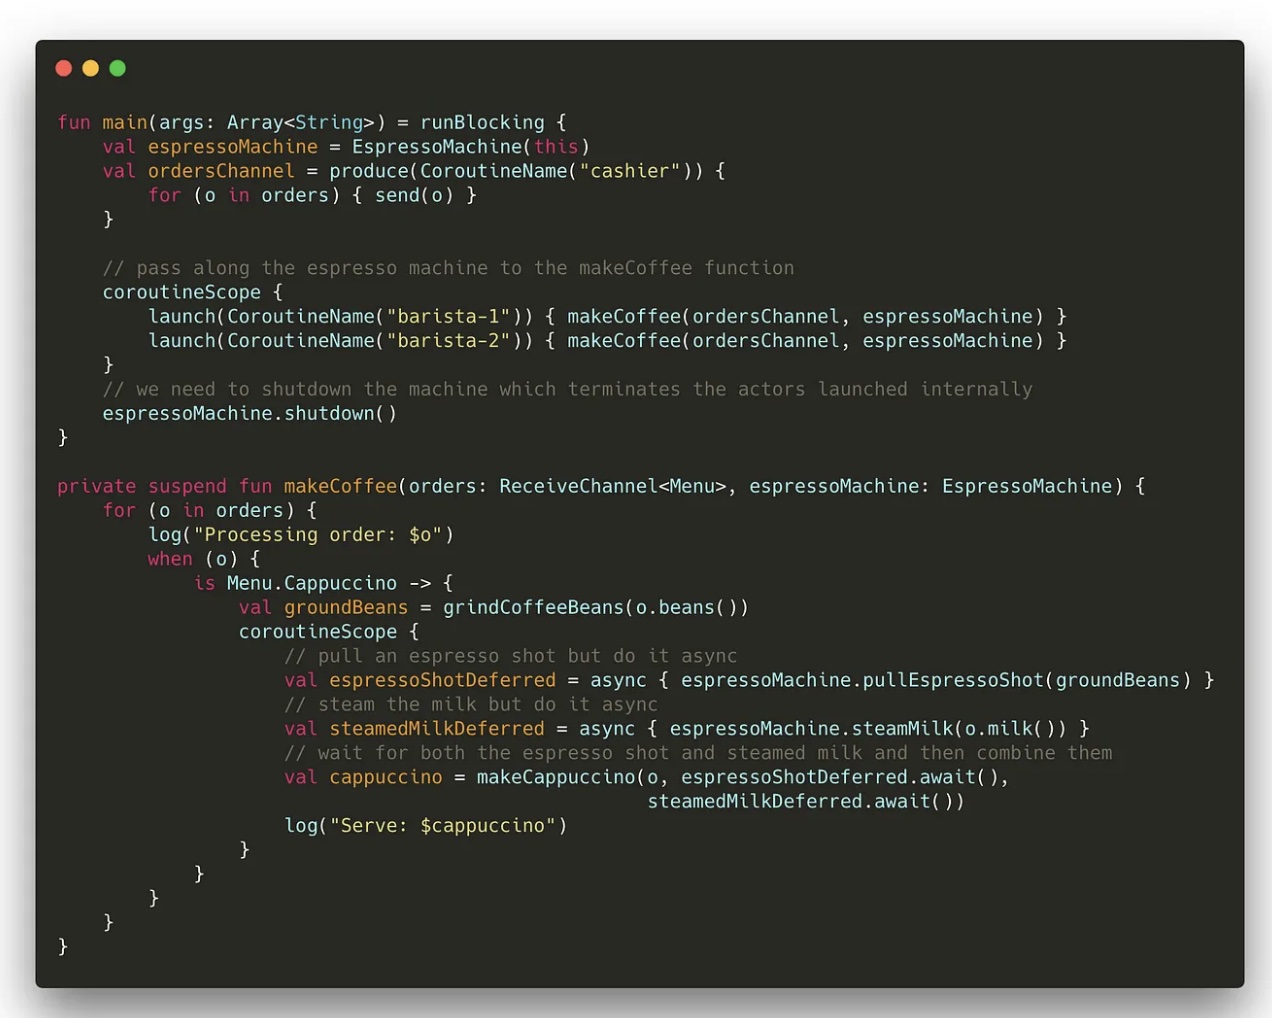 fun main(args: Array<String>) = runBlocking {
    val espressoMachine = EspressoMachine(this)
    val ordersChannel = produce(CoroutineName("cashier")) {
        for (o in orders) { send(o) }
    }

    // pass along the espresso machine to the makeCoffee function
    coroutineScope {
        launch(CoroutineName("barista-1")) { makeCoffee(ordersChannel, espressoMachine) }
        launch(CoroutineName("barista-2")) { makeCoffee(ordersChannel, espressoMachine) }
    }
    // we need to shutdown the machine which terminates the actors launched internally
    espressoMachine.shutdown()
}

private suspend fun makeCoffee(orders: ReceiveChannel<Menu>, espressoMachine: EspressoMachine) {
    for (o in orders) {
        log("Processing order: $o")
        when (o) {
            is Menu.Cappuccino -> {
                val groundBeans = grindCoffeeBeans(o.beans())
                coroutineScope {
                    // pull an espresso shot but do it async
                    val espressoShotDeferred = async { espressoMachine.pullEspressoShot(groundBeans) }
                    // steam the milk but do it async
                    val steamedMilkDeferred = async { espressoMachine.steamMilk(o.milk()) }
                    // wait for both the espresso shot and steamed milk and then combine them
                    val cappuccino = makeCappuccino(o, espressoShotDeferred.await(),
                                                    steamedMilkDeferred.await())
                    log("Serve: $cappuccino")
                }
            }
        }
    }
}